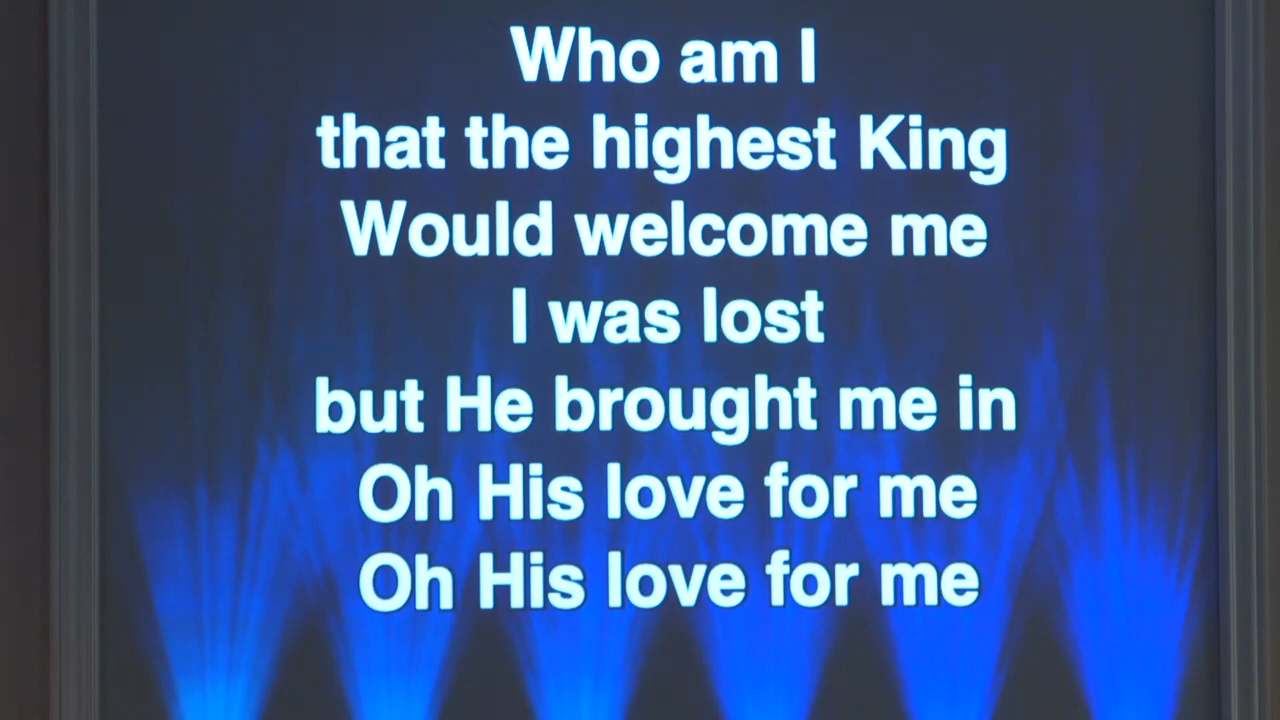 Who am I
that the highest King
Would welcome me
I was lost
but He brought me in
Oh His love for me
Oh His love for me